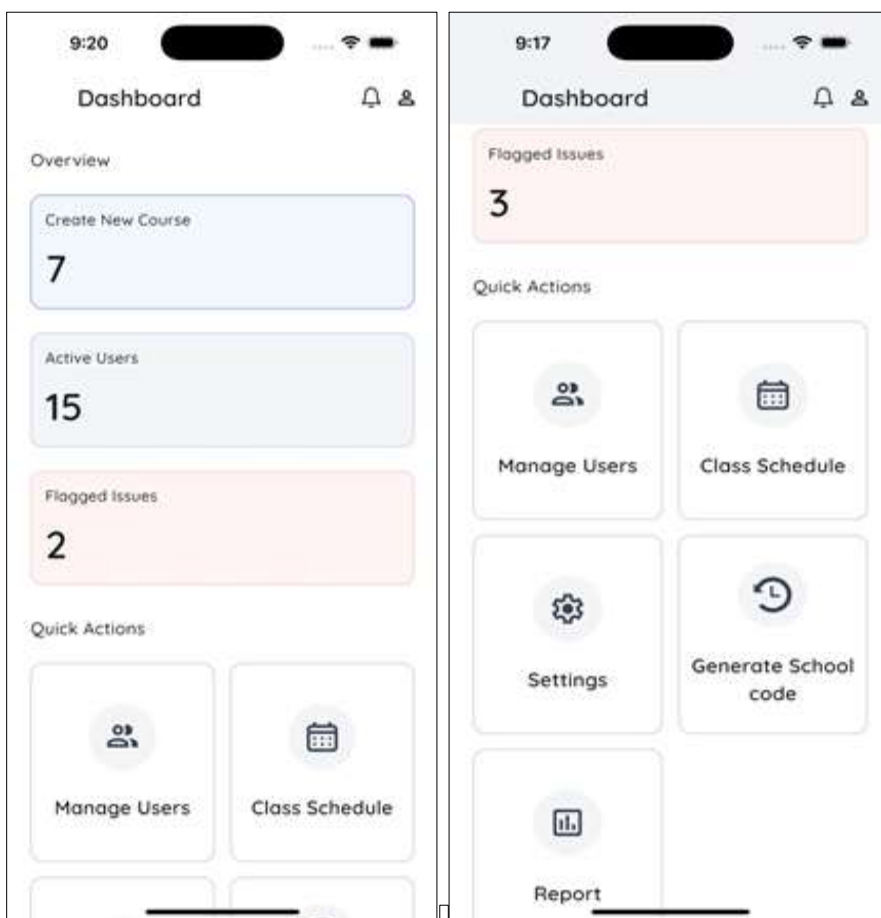 9:20
Dashboard
Overview
Create New Course
7
Active Users
15
Flagged Issues
2
Quick Actions
Manage Users
Class Schedule
9:17
Dashboard
Flagged Issues
3
Quick Actions
Manage Users
Class Schedule
Settings
Generate School
code
Report